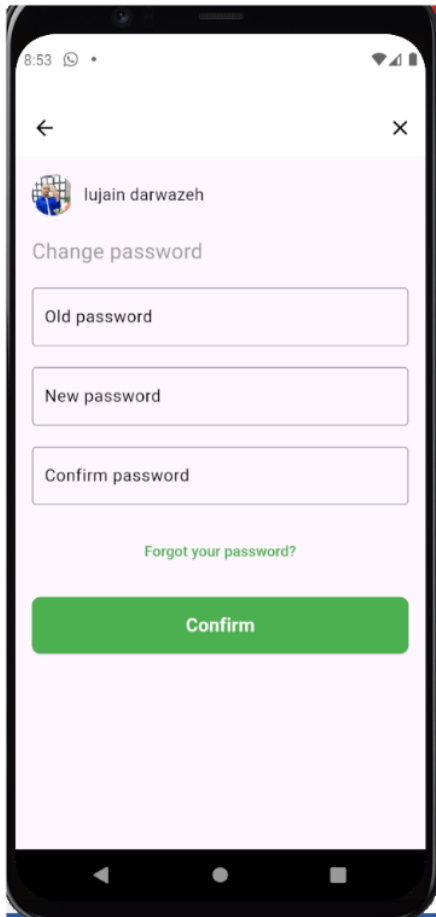 8:53
lujain darwazeh
Change password
Old password
New password
Confirm password
Forgot your password?
Confirm